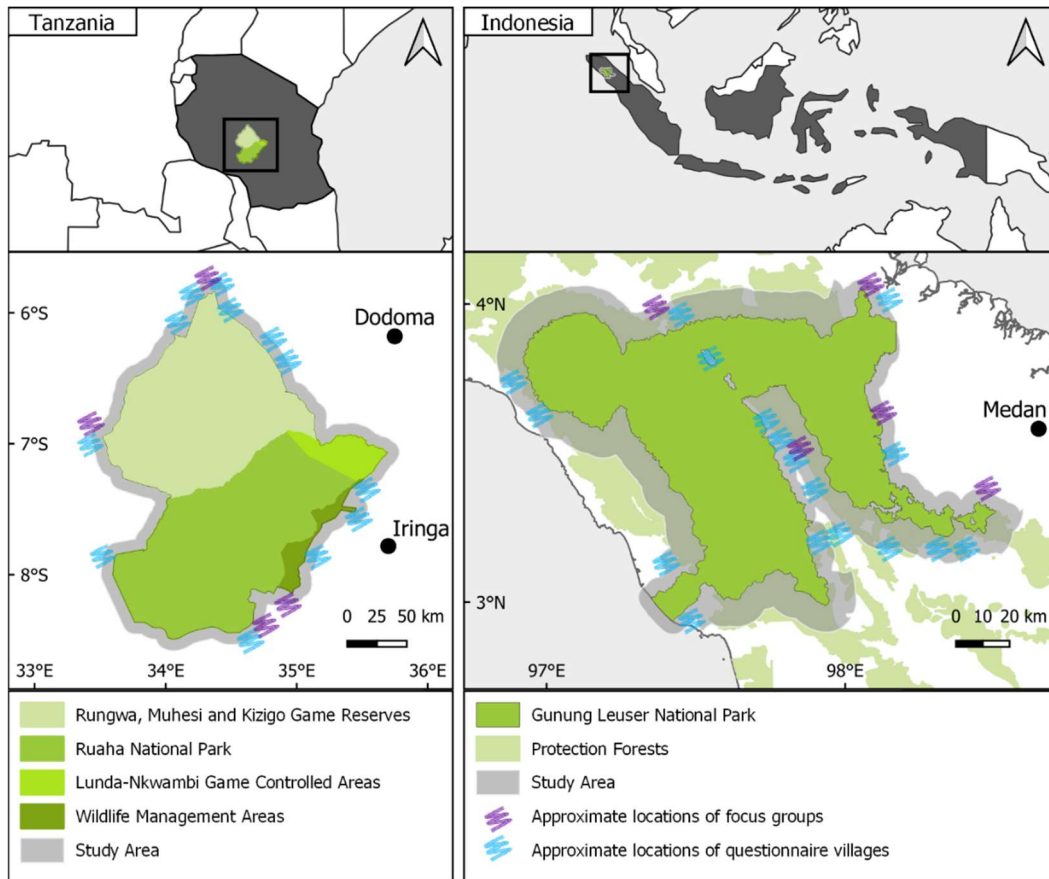 Tanzania
Indonesia
6°S
7°S
8°S
Dodoma
Iringa
0 25 50 km
33°E 34°E 35°E 36°E
4°N
3°N
Medan
0 10 20 km
97°E 98°E
Rungwa, Muhesi and Kizigo Game Reserves
Ruaha National Park
Lunda-Nkwambi Game Controlled Areas
Wildlife Management Areas
Study Area
Gunung Leuser National Park
Protection Forests
Study Area
Approximate locations of focus groups
Approximate locations of questionnaire villages